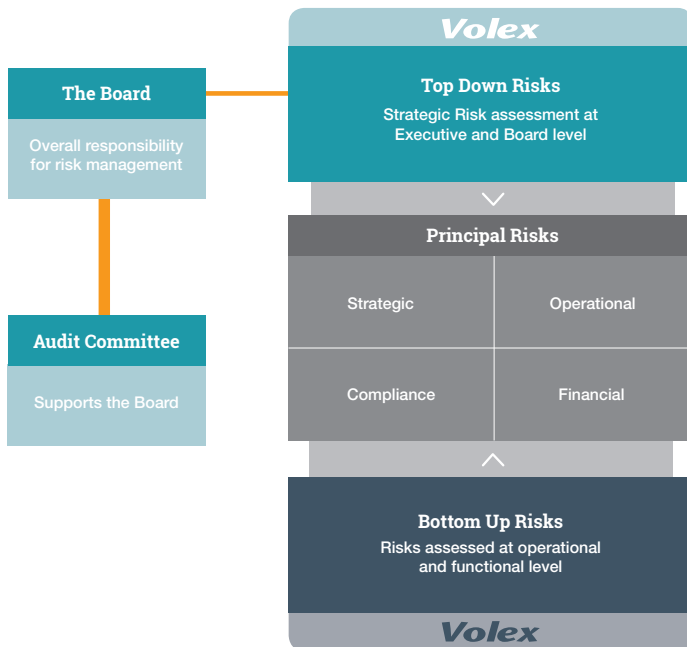 Volex
The Board
Overall responsibility
for risk management
Audit Committee
Supports the Board
Top Down Risks
Strategic Risk assessment at
Executive and Board level
Principal Risks
Strategic
Operational
Compliance
Financial
Bottom Up Risks
Risks assessed at operational
and functional level
Volex